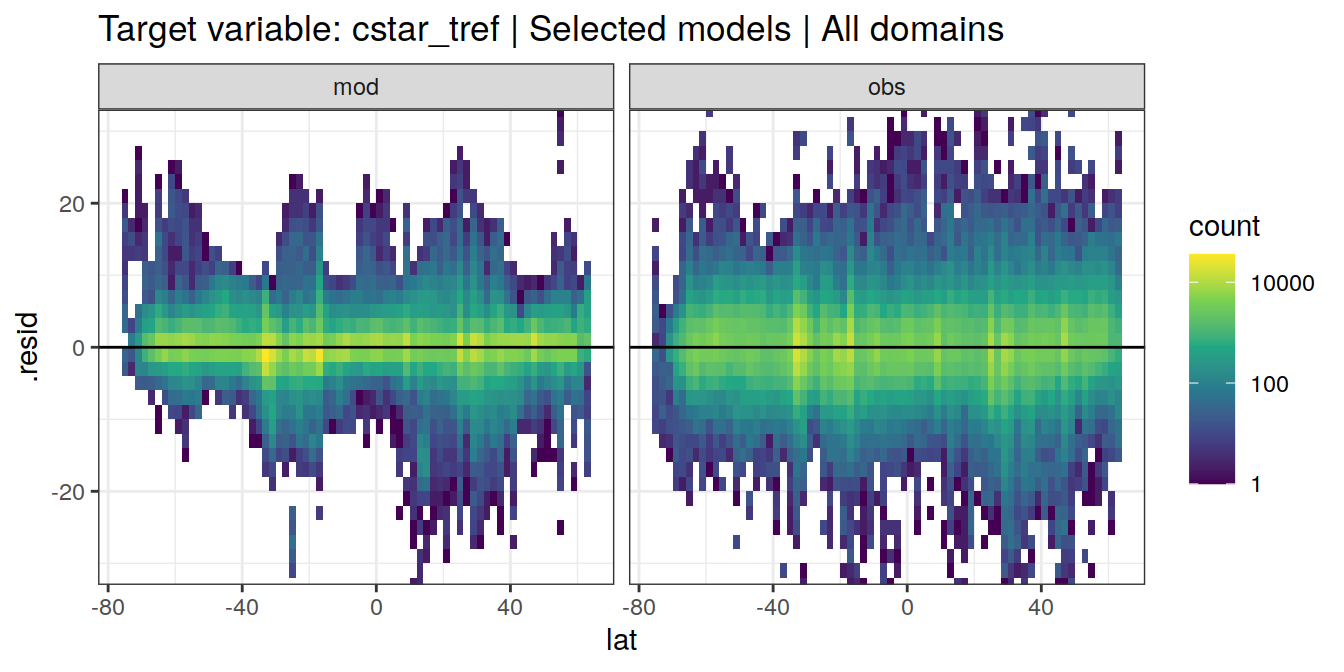 Target variable: cstar_tref | Selected models | All domains
mod
obs
20
0
-20
.resid
-80
-40
0
40
-80
-40
0
40
lat
count
10000
100
1